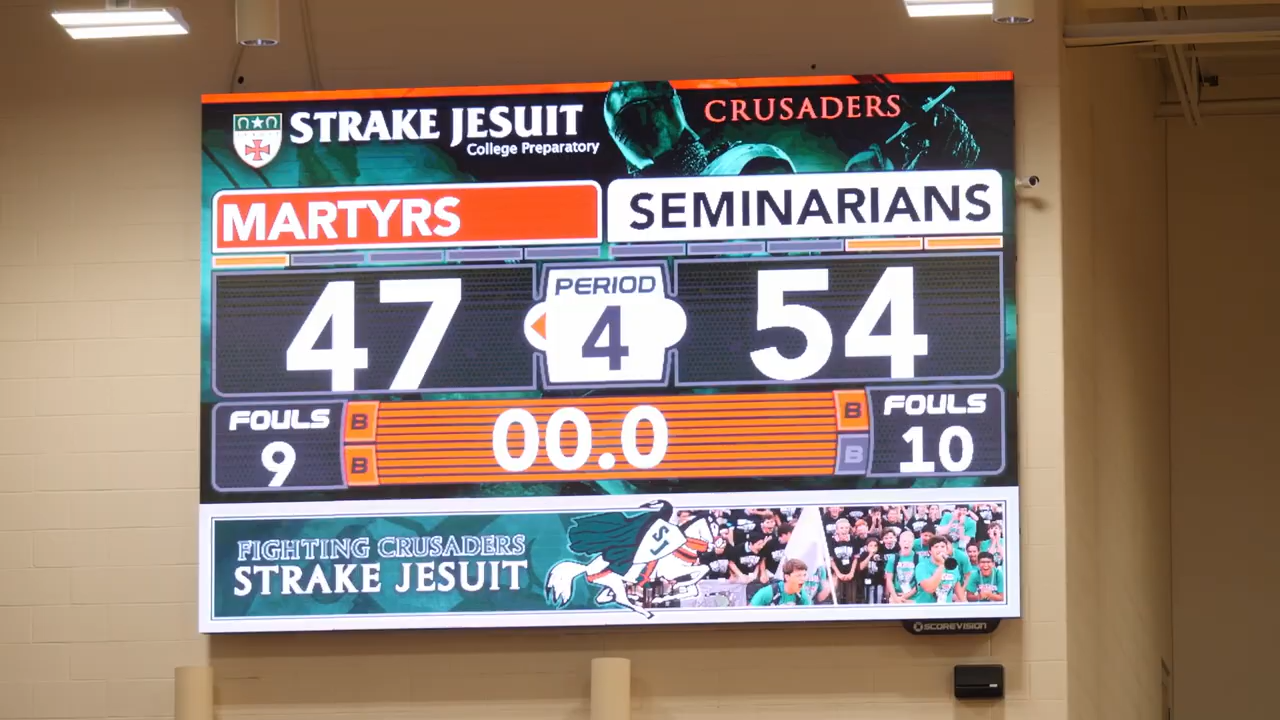 STRAKE JESUIT
College Preparatory
CRUSADERS
MARTYRS
SEMINARIANS
47
PERIOD
4
54
FOULS
9
B
B
00.0
B
B
FOULS
10
FIGHTING CRUSADERS
STRAKE JESUIT
SJ
SCOREVISION